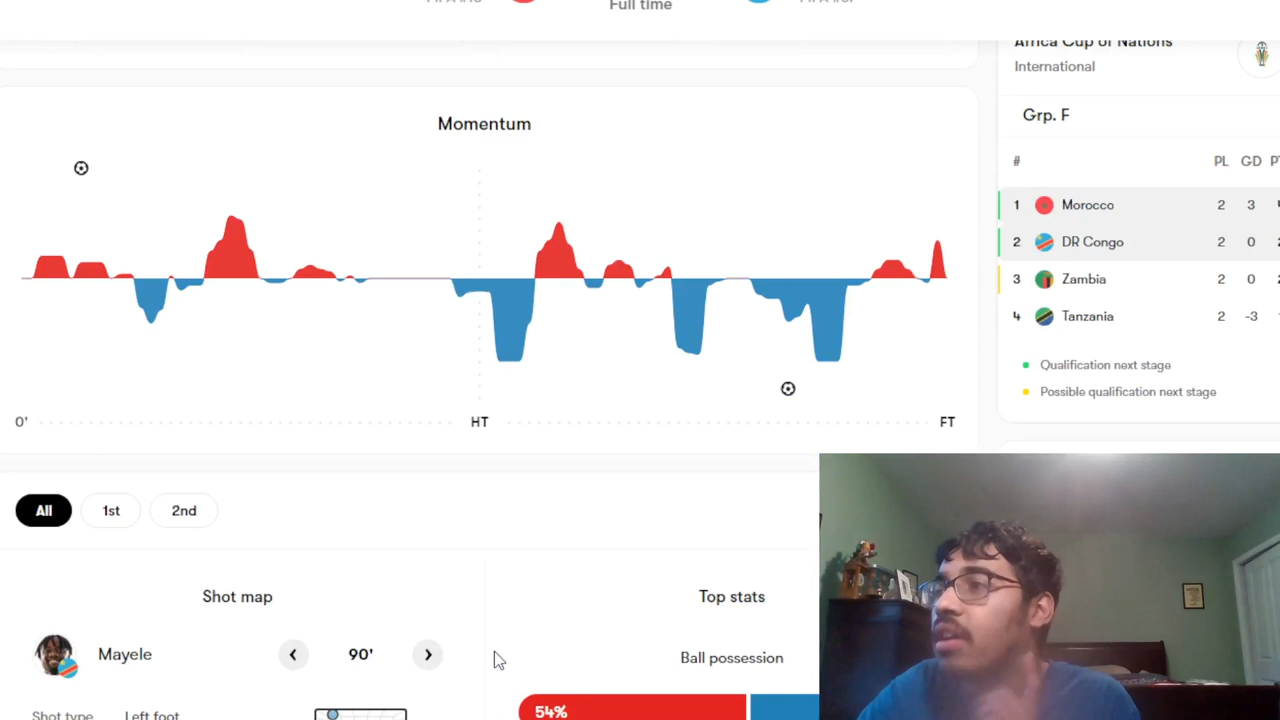 Full time
Africa Cup of Nations
International
Momentum
Grp. F
# PL GD
1 Morocco 2 3
2 DR Congo 2 0
3 Zambia 2 0
4 Tanzania 2 -3
Qualification next stage
Possible qualification next stage
0' HT FT
All 1st 2nd
Shot map
Top stats
Mayele 90'
Ball possession
Shot type Left foot
54%